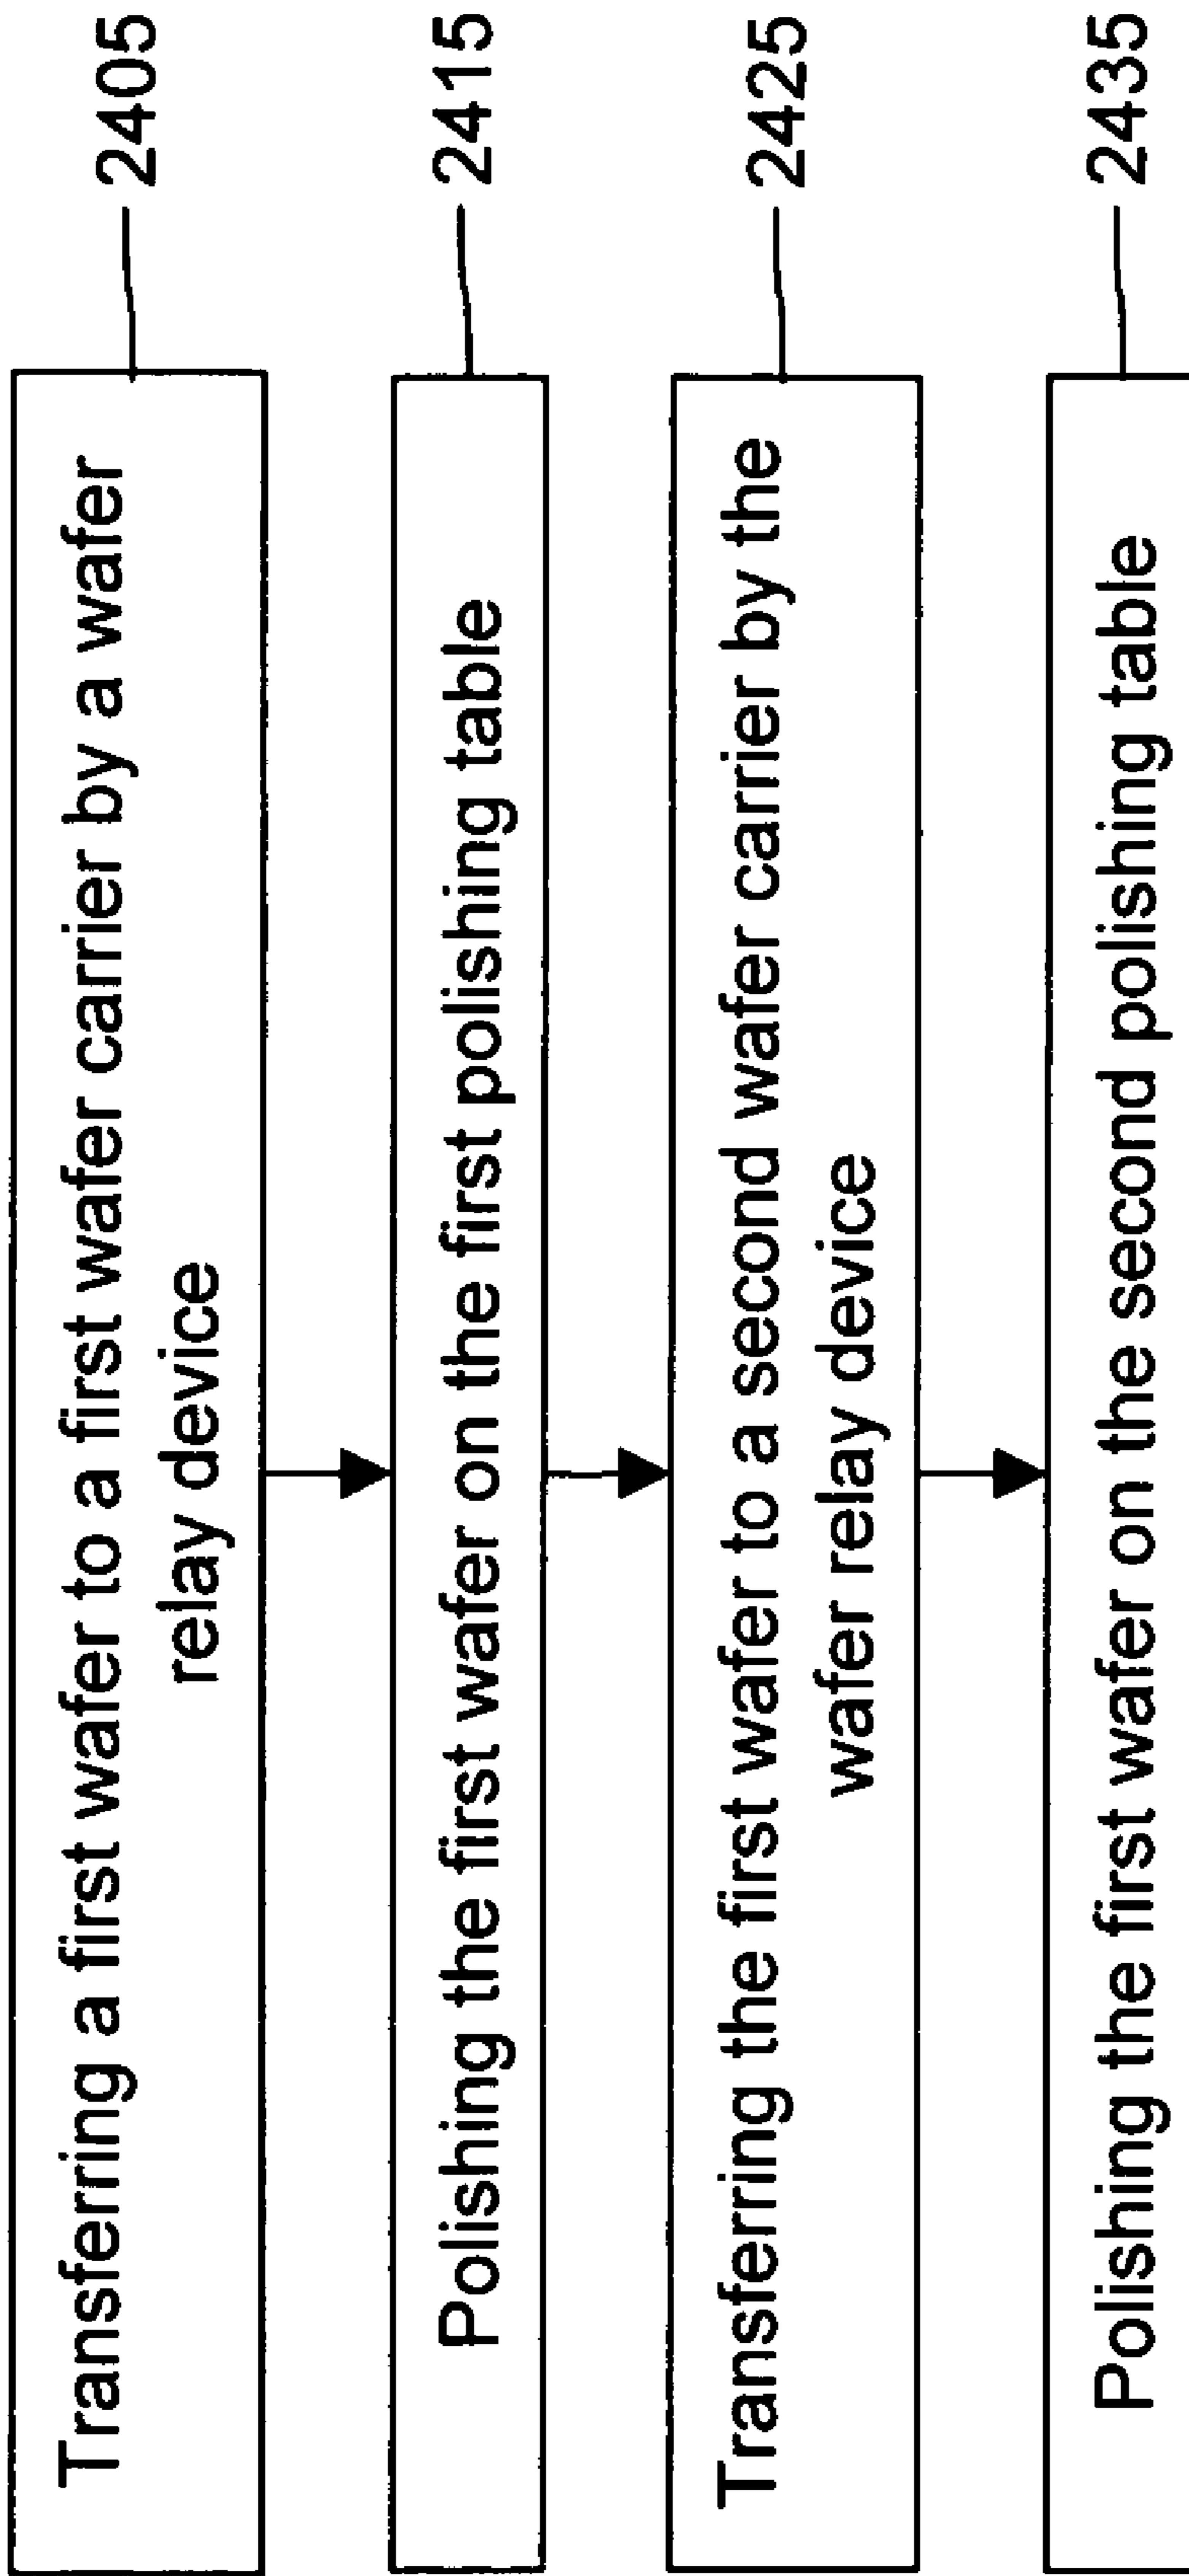 Transferring a first wafer to a first wafer carrier by a wafer
relay device
2405
Polishing the first wafer on the first polishing table
2415
Transferring the first wafer to a second wafer carrier by the
wafer relay device
2425
Polishing the first wafer on the second polishing table
2435